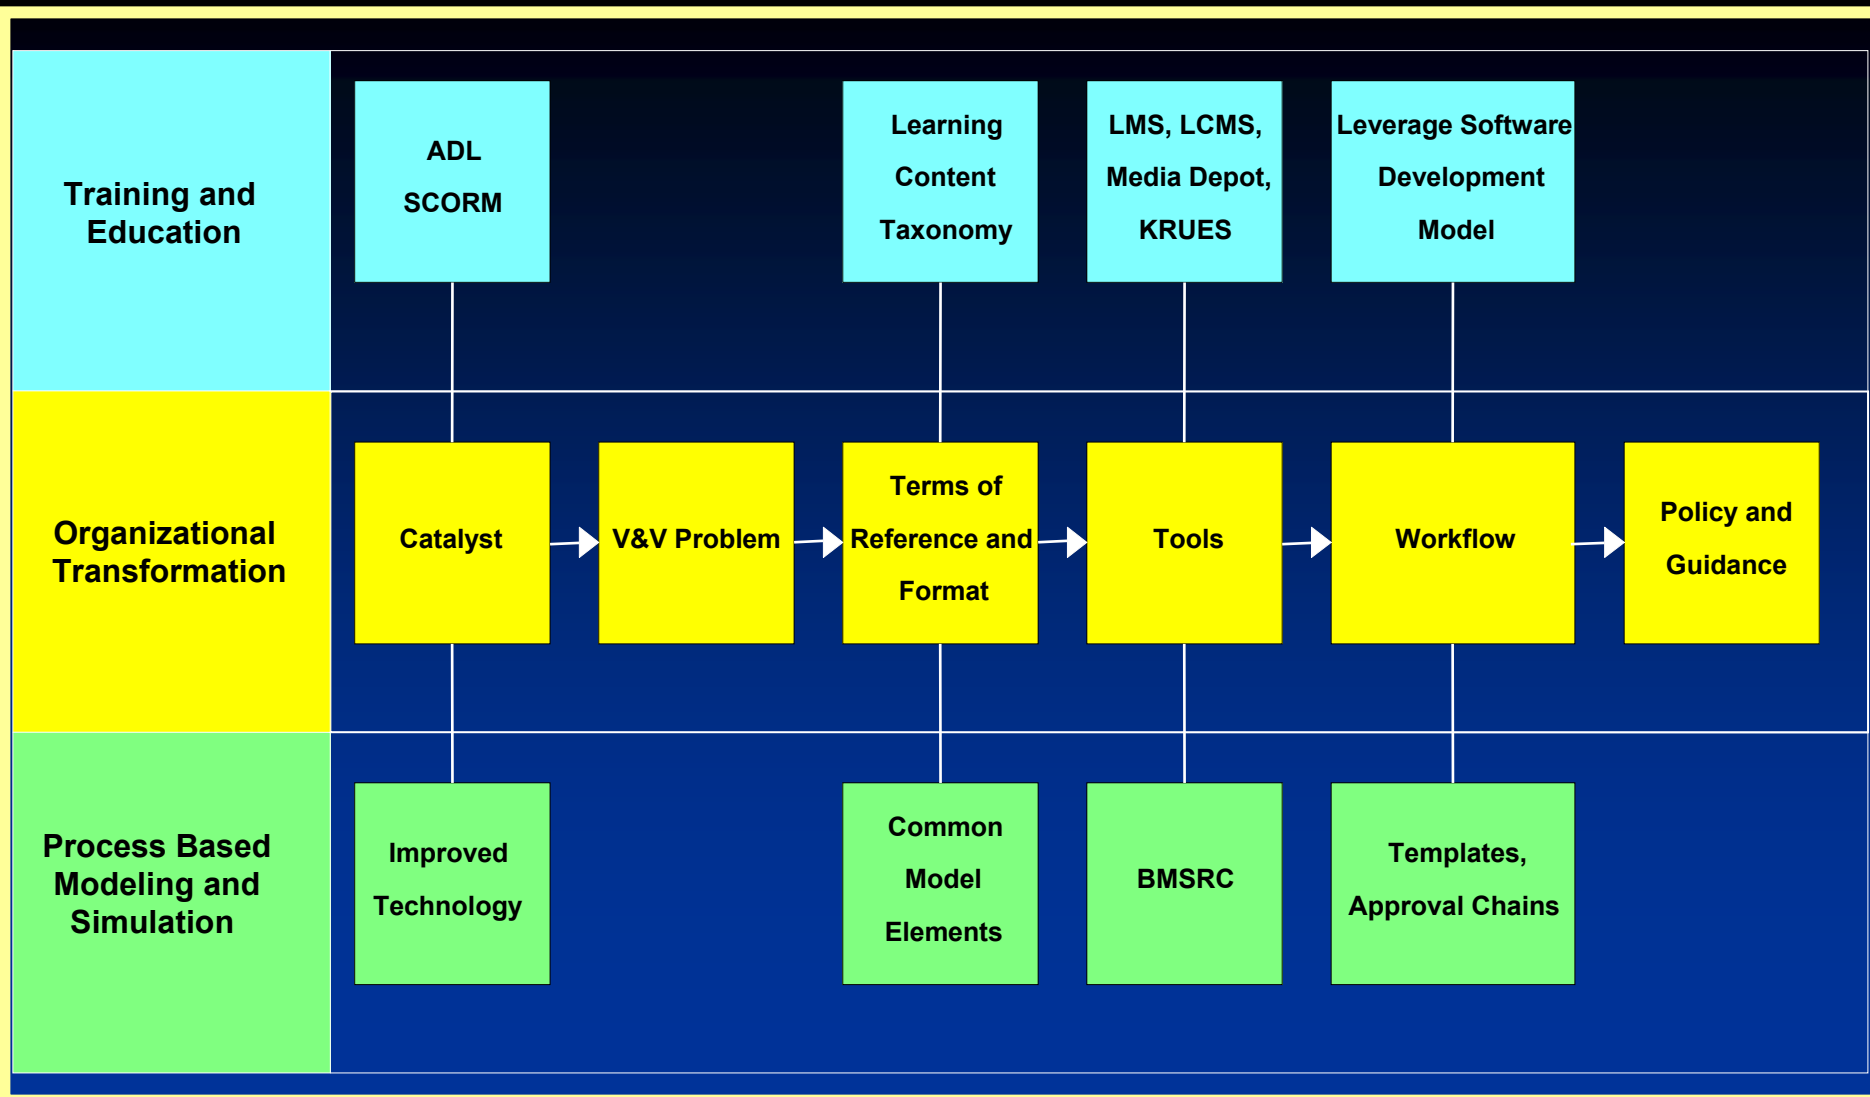 Training and
Education
ADL
SCORM
Learning
Content
Taxonomy
LMS, LCMS,
Media Depot,
KRUES
Leverage Software
Development
Model
Organizational
Transformation
Catalyst
V&V Problem
Terms of
Reference and
Format
Tools
Workflow
Policy and
Guidance
Process Based
Modeling and
Simulation
Improved
Technology
Common
Model
Elements
BMSRC
Templates,
Approval Chains